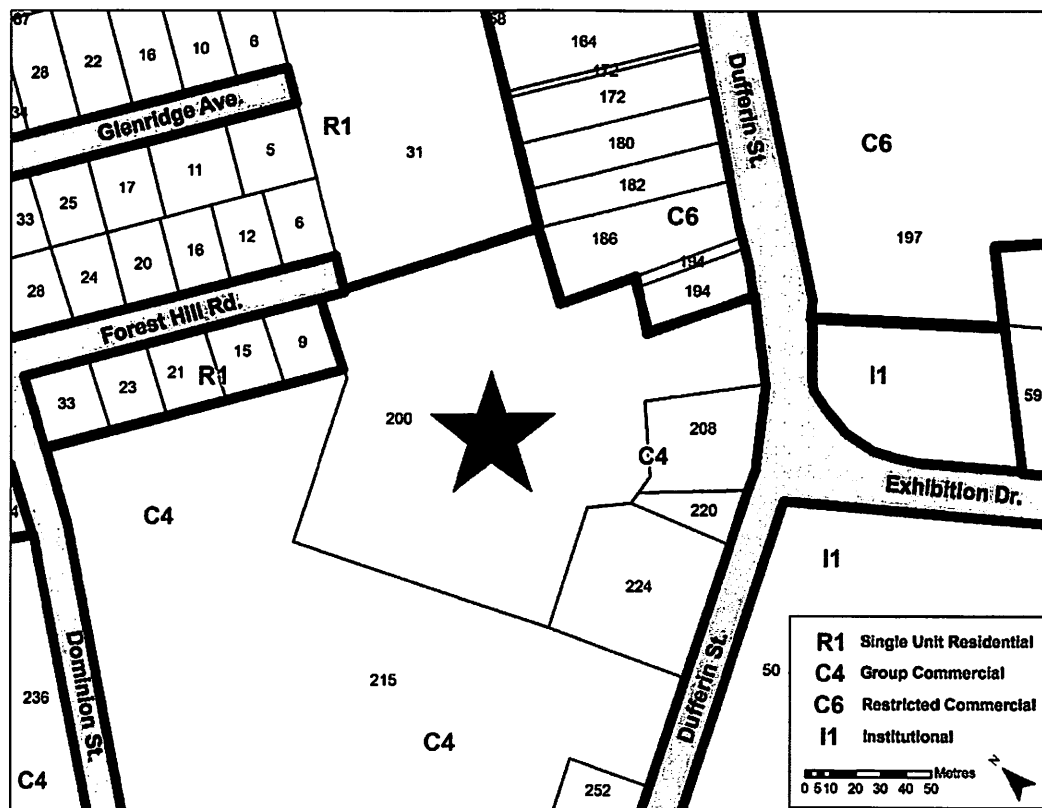 67
28
22
16
10
6
34
Glenridge Ave.
R1
31
164
172
172
180
182
186
C6
194
194
Dufferin St.
C6
197
33
25
17
11
5
28
24
20
16
12
6
Forest Hill Rd.
33
23
21
15
9
R1
200
208
C4
220
224
I1
59
Exhibition Dr.
I1
C4
Dominion St.
236
C4
215
C4
252
Dufferin St.
50
R1 Single Unit Residential
C4 Group Commercial
C6 Restricted Commercial
I1 Institutional
Metres
0 5 10 20 30 40 50
N